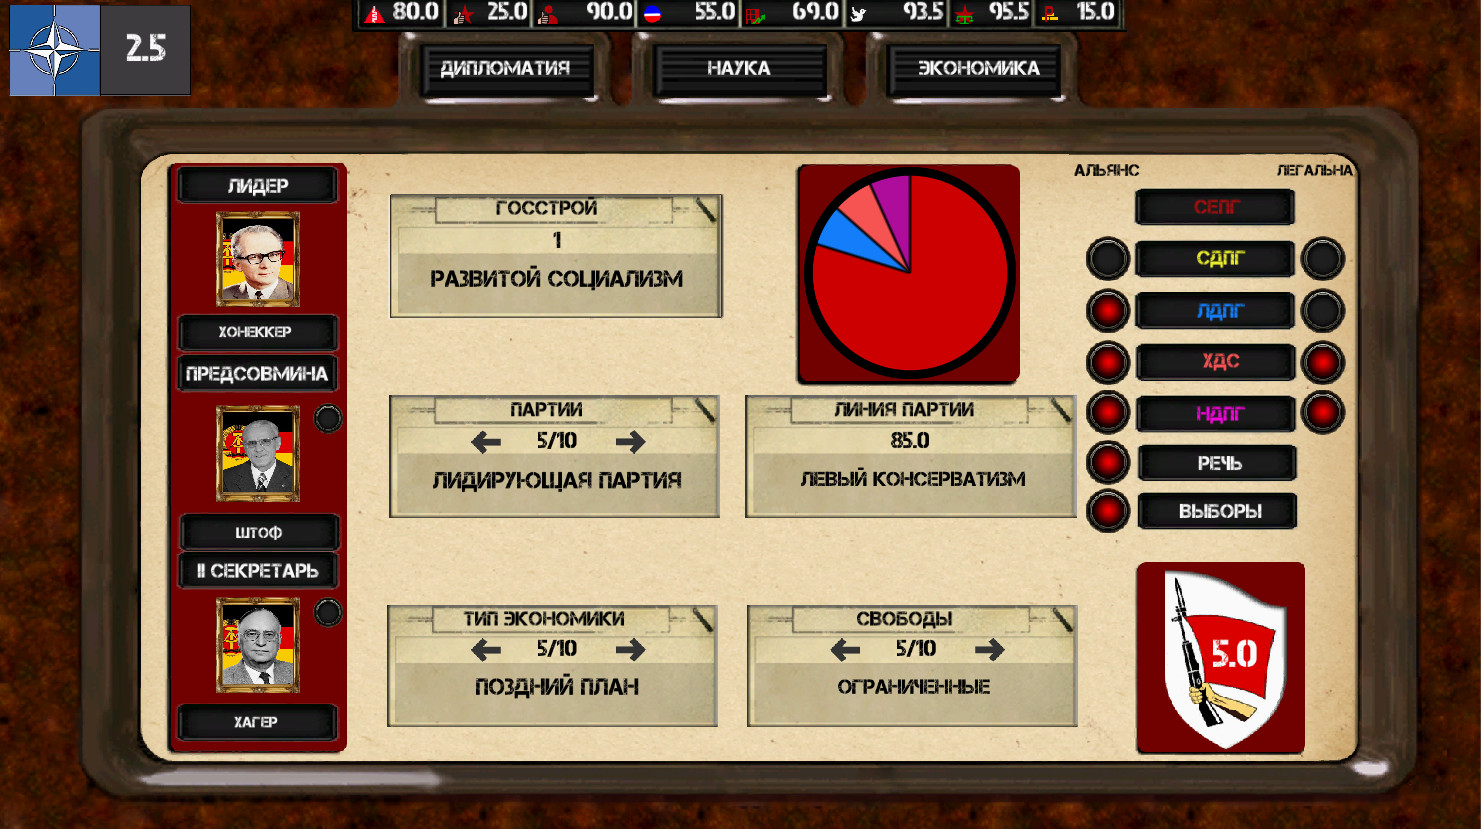 80.0 25.0 90.0 55.0 69.0 93.5 95.5 15.0
2.5
ДИПЛОМАТИЯ НАУКА ЭКОНОМИКА
ЛИДЕР
ХОНЕККЕР
ПРЕДСОВМИНА
ШТОФ
II СЕКРЕТАРЬ
ХАГЕР
ГОССТРОЙ
1
РАЗВИТОЙ СОЦИАЛИЗМ
ПАРТИИ
5/10
ЛИДИРУЮЩАЯ ПАРТИЯ
ЛИНИЯ ПАРТИИ
85.0
ЛЕВЫЙ КОНСЕРВАТИЗМ
ТИП ЭКОНОМИКИ
5/10
ПОЗДНИЙ ПЛАН
СВОБОДЫ
5/10
ОГРАНИЧЕННЫЕ
АЛЬЯНС ЛЕГАЛЬНА
СЕПГ
СДПГ
ЛДПГ
ХДС
НДПГ
РЕЧЬ
ВЫБОРЫ
5.0